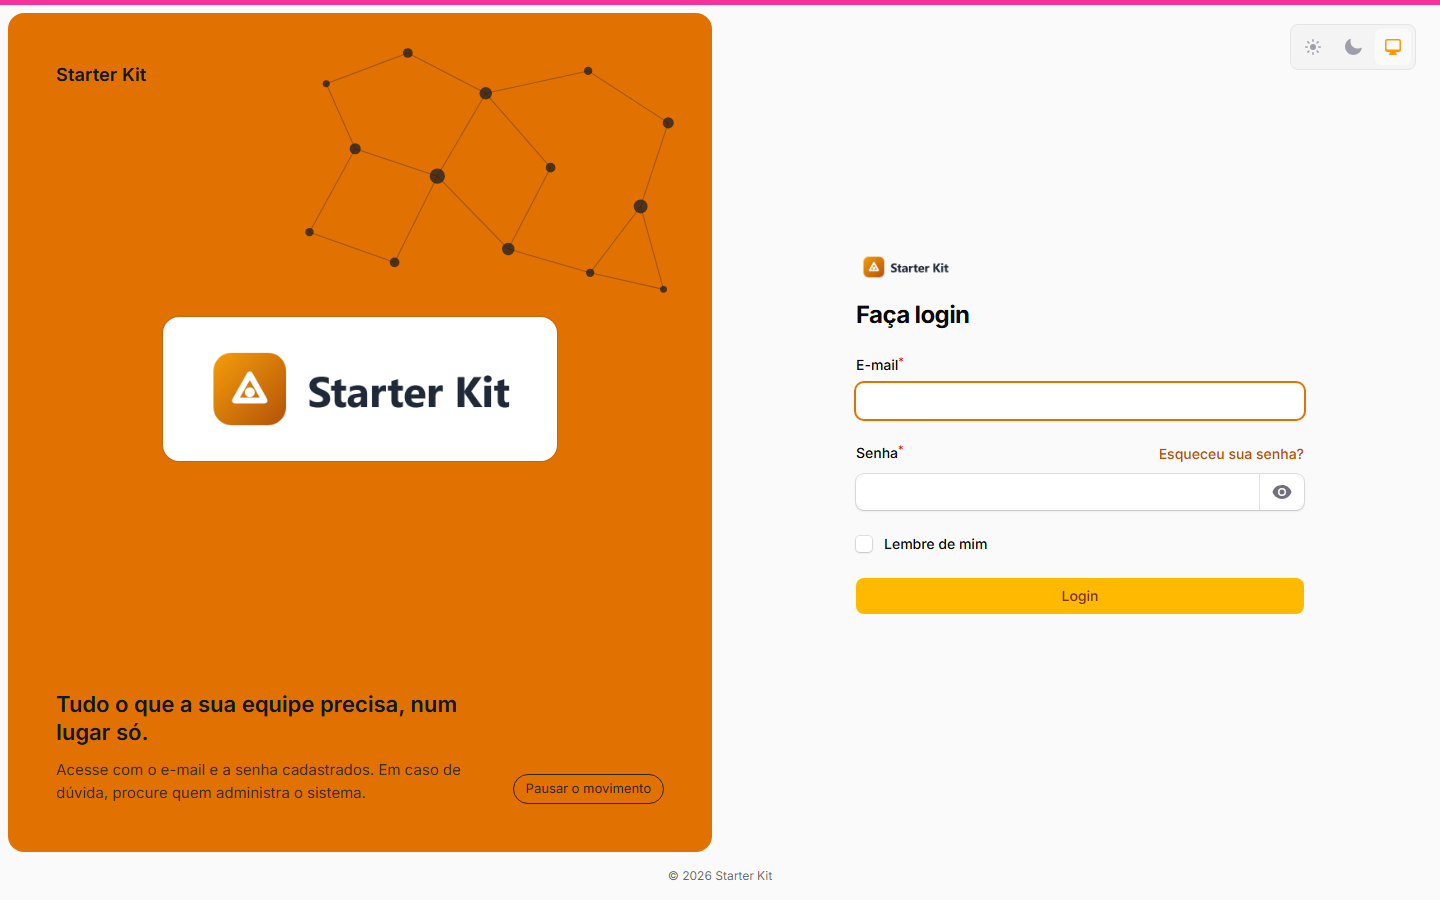 Starter Kit
Starter Kit
Tudo o que a sua equipe precisa, num
lugar só.
Acesse com o e-mail e a senha cadastrados. Em caso de
dúvida, procure quem administra o sistema.
Pausar o movimento
Starter Kit
Faça login
E-mail*
Senha*
Esqueceu sua senha?
Lembre de mim
Login
© 2026 Starter Kit